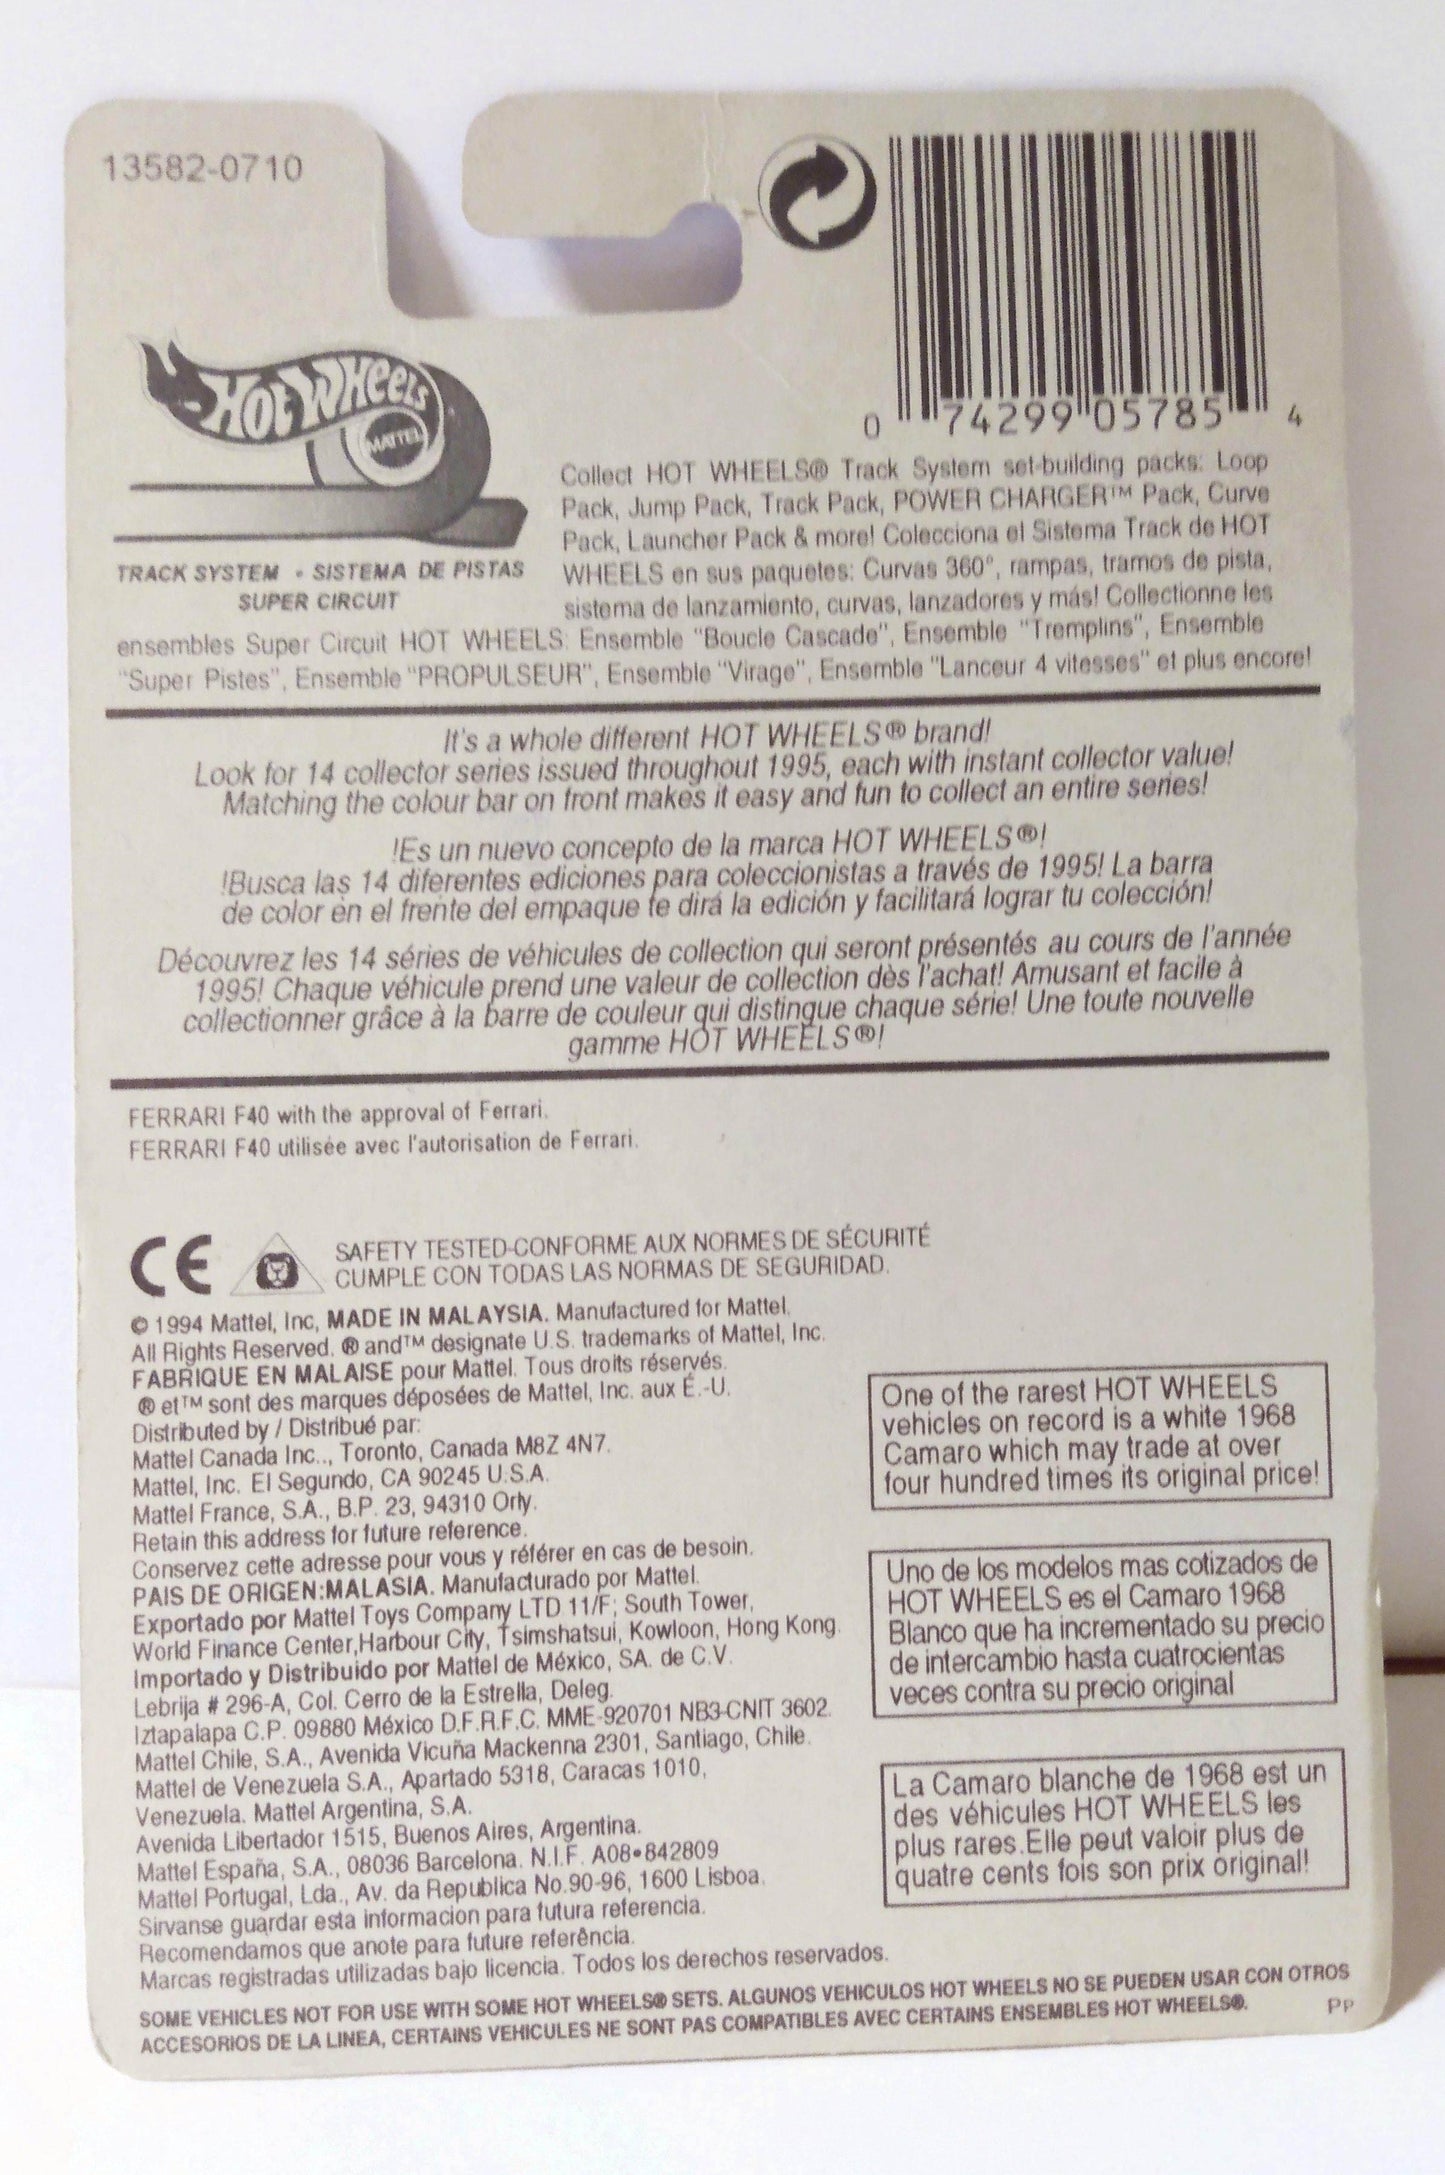 13582-0710
HOT WHEELS
MATTEL
0 74299 05785 4
TRACK SYSTEM • SISTEMA DE PISTAS
SUPER CIRCUIT
Collect HOT WHEELS® Track System set-building packs: Loop
Pack, Jump Pack, Track Pack, POWER CHARGER™ Pack, Curve
Pack, Launcher Pack & more! Colecciona el Sistema Track de HOT
WHEELS en sus paquetes: Curvas 360°, rampas, tramos de pista,
sistema de lanzamiento, curvas, lanzadores y más! Collectionne les
ensembles Super Circuit HOT WHEELS: Ensemble "Boucle Cascade", Ensemble "Tremplins", Ensemble
"Super Pistes", Ensemble "PROPULSEUR", Ensemble "Virage", Ensemble "Lanceur 4 vitesses" et plus encore!
It's a whole different HOT WHEELS® brand!
Look for 14 collector series issued throughout 1995, each with instant collector value!
Matching the colour bar on front makes it easy and fun to collect an entire series!
!Es un nuevo concepto de la marca HOT WHEELS®!
!Busca las 14 diferentes ediciones para coleccionistas a través de 1995! La barra
de color en el frente del empaque te dirá la edición y facilitará lograr tu colección!
Découvrez les 14 séries de véhicules de collection qui seront présentés au cours de l'année
1995! Chaque véhicule prend une valeur de collection dès l'achat! Amusant et facile à
collectionner grâce à la barre de couleur qui distingue chaque série! Une toute nouvelle
gamme HOT WHEELS®!
FERRARI F40 with the approval of Ferrari.
FERRARI F40 utilisée avec l'autorisation de Ferrari.
CE
SAFETY TESTED-CONFORME AUX NORMES DE SÉCURITÉ
CUMPLE CON TODAS LAS NORMAS DE SEGURIDAD.
© 1994 Mattel, Inc, MADE IN MALAYSIA. Manufactured for Mattel.
All Rights Reserved. ® and™ designate U.S. trademarks of Mattel, Inc.
FABRIQUE EN MALAISE pour Mattel. Tous droits réservés.
® et™ sont des marques déposées de Mattel, Inc. aux É.-U.
Distributed by / Distribué par:
Mattel Canada Inc.., Toronto, Canada M8Z 4N7.
Mattel, Inc. El Segundo, CA 90245 U.S.A.
Mattel France, S.A., B.P. 23, 94310 Orly.
Retain this address for future reference.
Conservez cette adresse pour vous y référer en cas de besoin.
PAIS DE ORIGEN:MALASIA. Manufacturado por Mattel.
Exportado por Mattel Toys Company LTD 11/F; South Tower,
World Finance Center,Harbour City, Tsimshatsui, Kowloon, Hong Kong.
Importado y Distribuido por Mattel de México, SA. de C.V.
Lebrija # 296-A, Col. Cerro de la Estrella, Deleg.
Iztapalapa C.P. 09880 México D.F.R.F.C. MME-920701 NB3-CNIT 3602.
Mattel Chile, S.A., Avenida Vicuña Mackenna 2301, Santiago, Chile.
Mattel de Venezuela S.A., Apartado 5318, Caracas 1010,
Venezuela. Mattel Argentina, S.A.
Avenida Libertador 1515, Buenos Aires, Argentina.
Mattel España, S.A., 08036 Barcelona. N.I.F. A08•842809
Mattel Portugal, Lda., Av. da Republica No.90-96, 1600 Lisboa.
Sirvanse guardar esta informacion para futura referencia.
Recomendamos que anote para future referência.
Marcas registradas utilizadas bajo licencia. Todos los derechos reservados.
One of the rarest HOT WHEELS
vehicles on record is a white 1968
Camaro which may trade at over
four hundred times its original price!
Uno de los modelos mas cotizados de
HOT WHEELS es el Camaro 1968
Blanco que ha incrementado su precio
de intercambio hasta cuatrocientas
veces contra su precio original
La Camaro blanche de 1968 est un
des véhicules HOT WHEELS les
plus rares.Elle peut valoir plus de
quatre cents fois son prix original!
SOME VEHICLES NOT FOR USE WITH SOME HOT WHEELS® SETS. ALGUNOS VEHICULOS HOT WHEELS NO SE PUEDEN USAR CON OTROS
ACCESORIOS DE LA LINEA, CERTAINS VEHICULES NE SONT PAS COMPATIBLES AVEC CERTAINS ENSEMBLES HOT WHEELS®.
PP